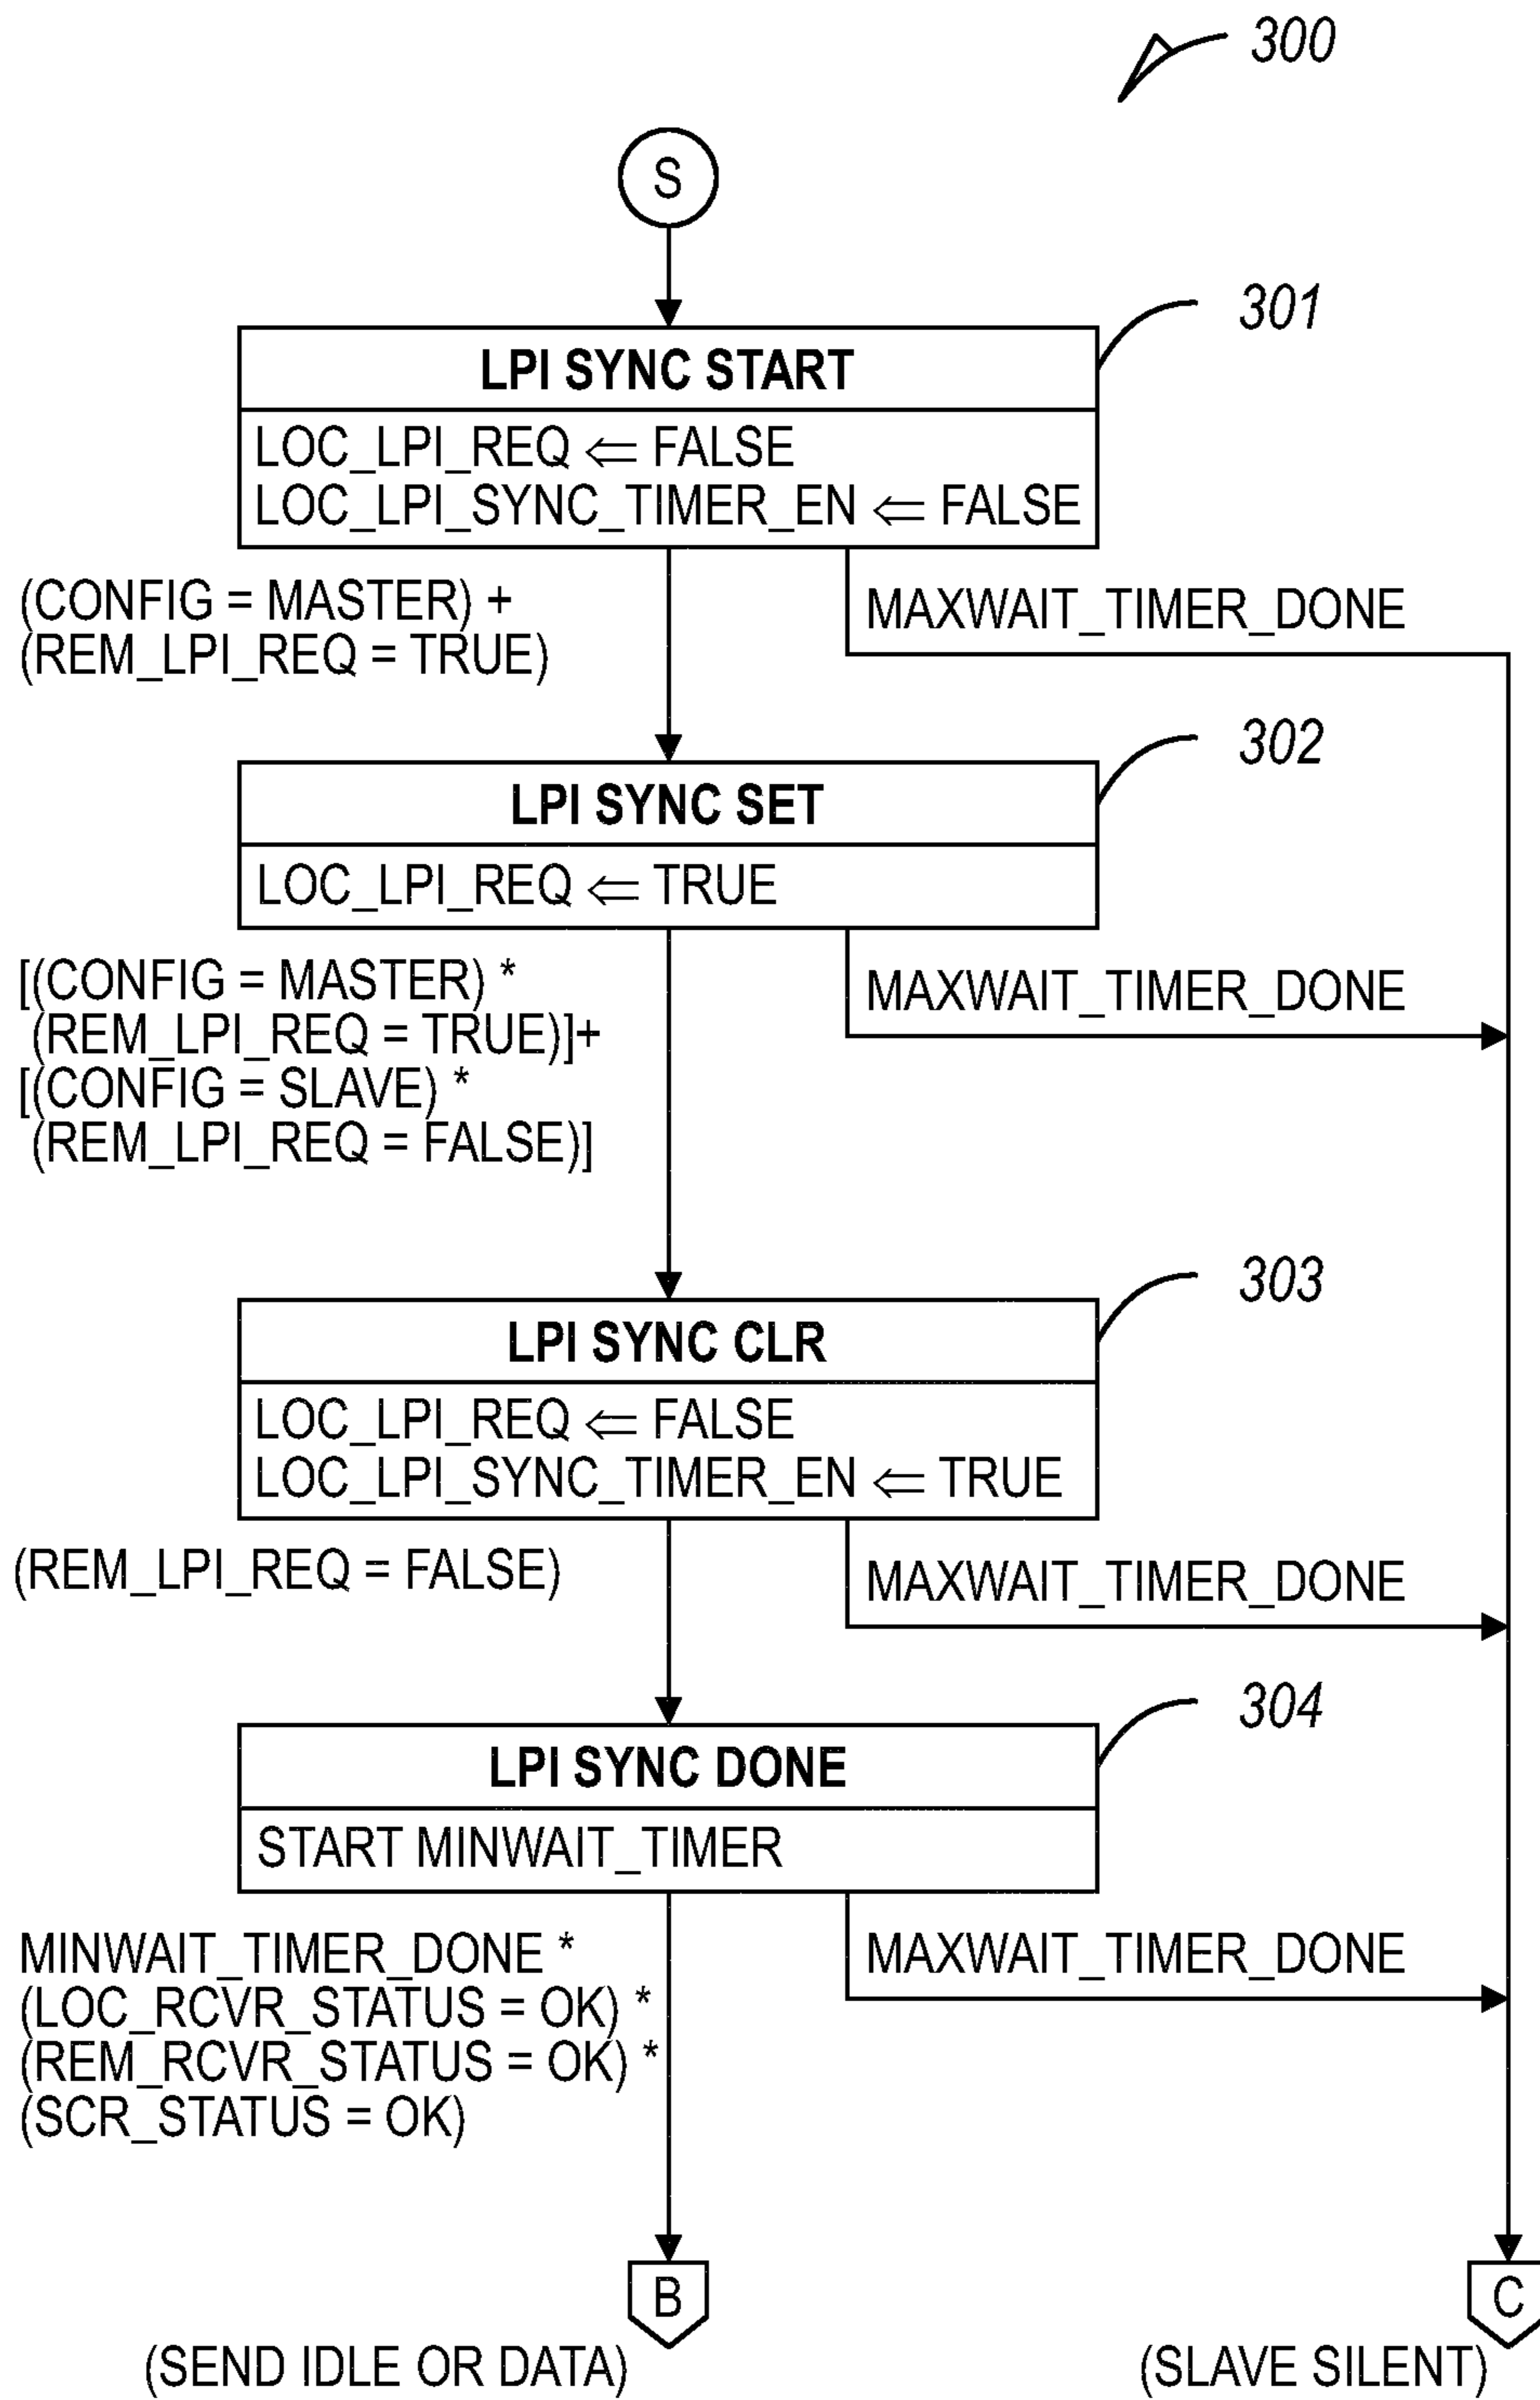 300
S
301
LPI SYNC START
LOC_LPI_REQ ⇐ FALSE
LOC_LPI_SYNC_TIMER_EN ⇐ FALSE
(CONFIG = MASTER) +
(REM_LPI_REQ = TRUE)
MAXWAIT_TIMER_DONE
302
LPI SYNC SET
LOC_LPI_REQ ⇐ TRUE
[(CONFIG = MASTER) *
(REM_LPI_REQ = TRUE)]+
[(CONFIG = SLAVE) *
(REM_LPI_REQ = FALSE)]
MAXWAIT_TIMER_DONE
303
LPI SYNC CLR
LOC_LPI_REQ ⇐ FALSE
LOC_LPI_SYNC_TIMER_EN ⇐ TRUE
(REM_LPI_REQ = FALSE)
MAXWAIT_TIMER_DONE
304
LPI SYNC DONE
START MINWAIT_TIMER
MINWAIT_TIMER_DONE *
(LOC_RCVR_STATUS = OK) *
(REM_RCVR_STATUS = OK) *
(SCR_STATUS = OK)
MAXWAIT_TIMER_DONE
B
C
(SEND IDLE OR DATA)
(SLAVE SILENT)